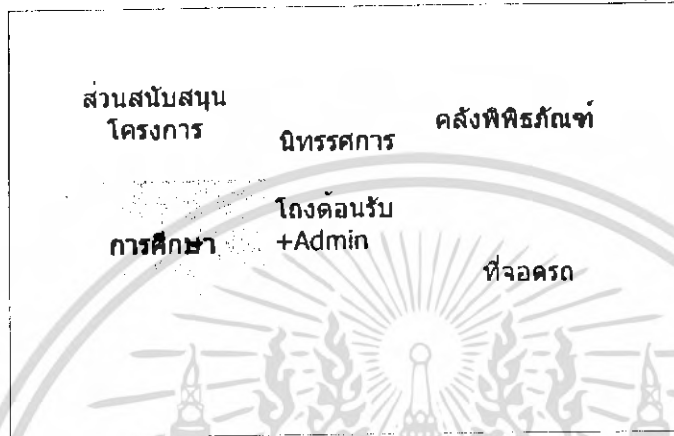 ส่วนสนับสนุน
โครงการ
นิทรรศการ
คลังพิพิธภัณฑ์
การศึกษา
โถงต้อนรับ
+Admin
ที่จอดรถ